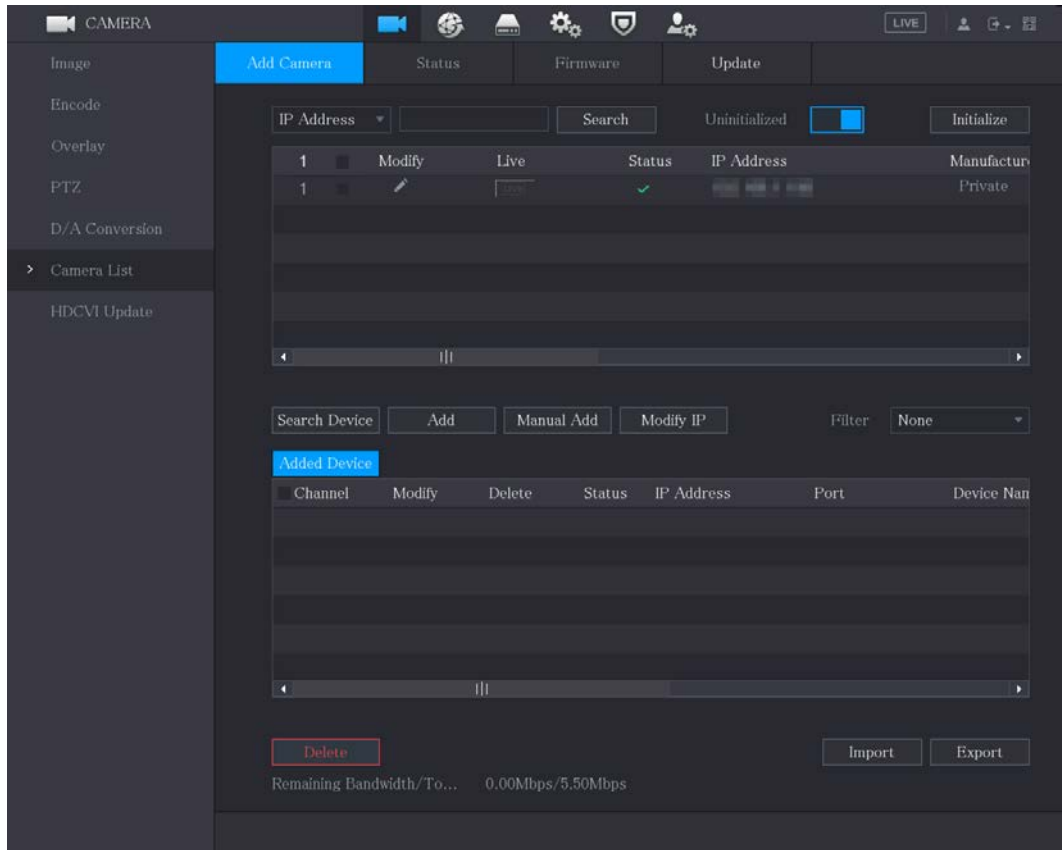 CAMERA LIVE
Image
Encode
Overlay
PTZ
D/A Conversion
Camera List
HDCVI Update
Add Camera Status Firmware Update
IP Address Search Uninitialized Initialize
1 Modify Live Status IP Address Manufactur
1 Private
Search Device Add Manual Add Modify IP Filter None
Added Device
Channel Modify Delete Status IP Address Port Device Nan
Delete Import Export
Remaining Bandwidth/To... 0.00Mbps/5.50Mbps